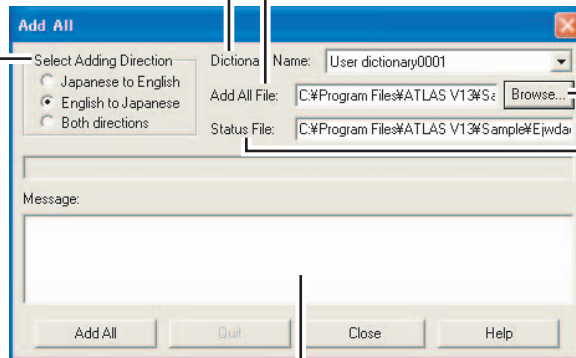 Add All
Select Adding Direction
Japanese to English
English to Japanese
Both directions
Dictionary Name: User dictionary0001
Add All File: C:¥Program Files¥ATLAS V13¥Sa Browse...
Status File: C:¥Program Files¥ATLAS V13¥Sample¥Ejwda
Message:
Add All Quit Close Help